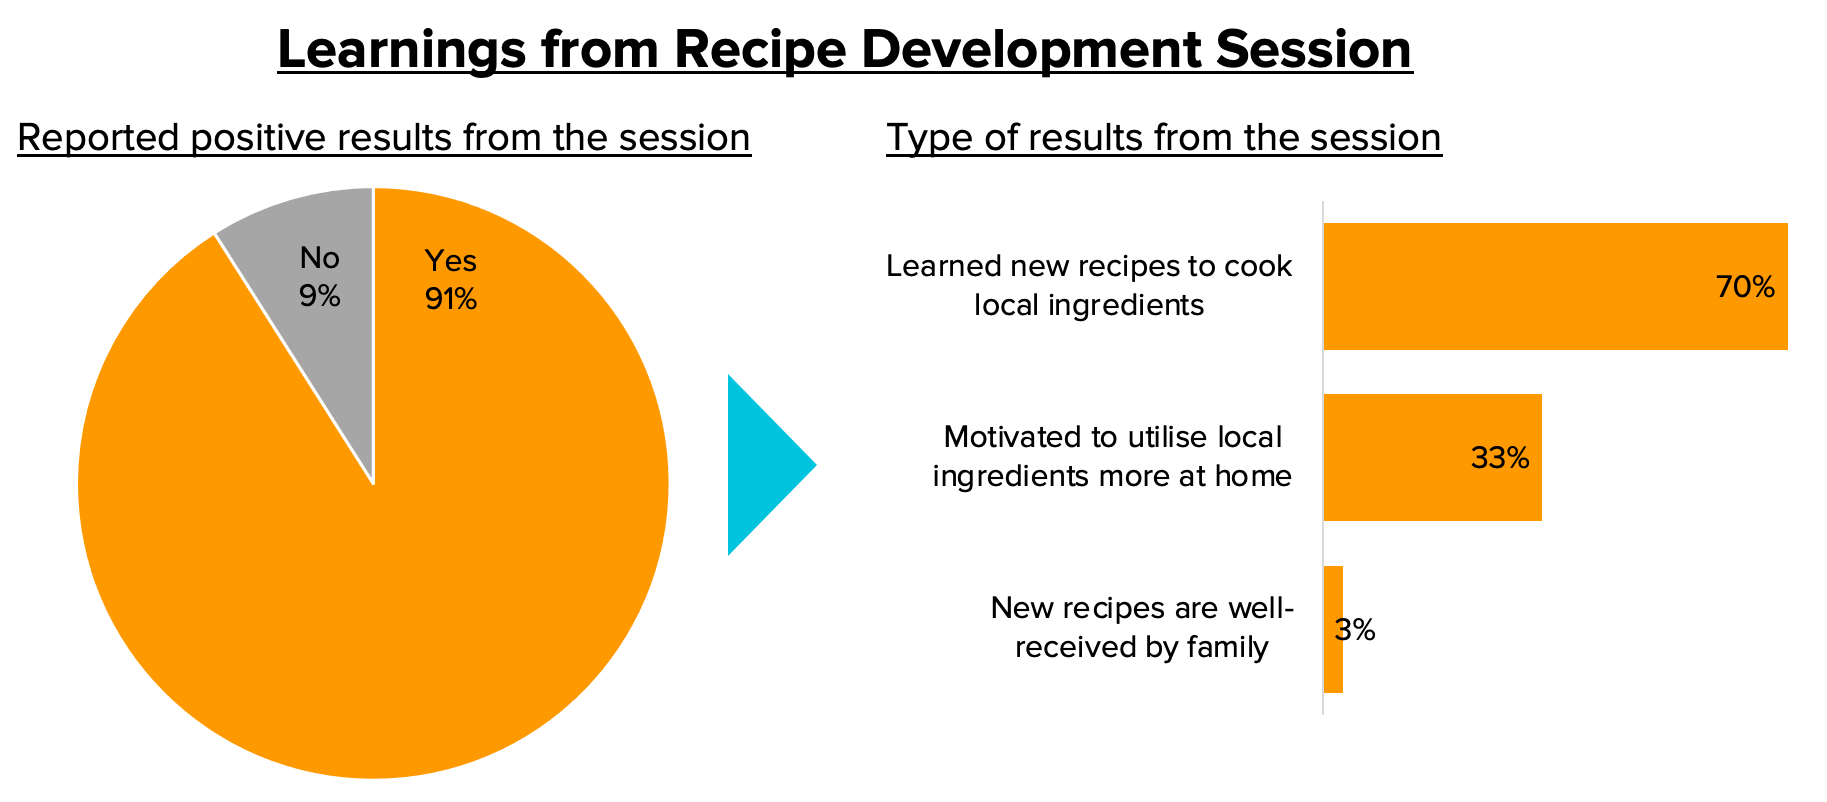 Learnings from Recipe Development Session
Reported positive results from the session
No
9%
Yes
91%
Type of results from the session
Learned new recipes to cook
local ingredients
70%
Motivated to utilise local
ingredients more at home
33%
New recipes are well-
received by family
3%